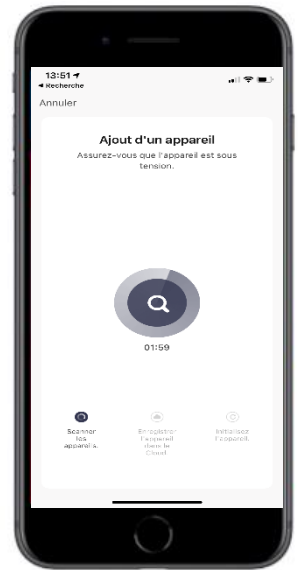 13:51
◀ Recherche
Annuler
Ajout d'un appareil
Assurez-vous que l'appareil est sous
tension.
01:59
Scanner
les
appareils.
Enregistrer
l'appareil
dans le
Cloud.
Initialisez
l'appareil.